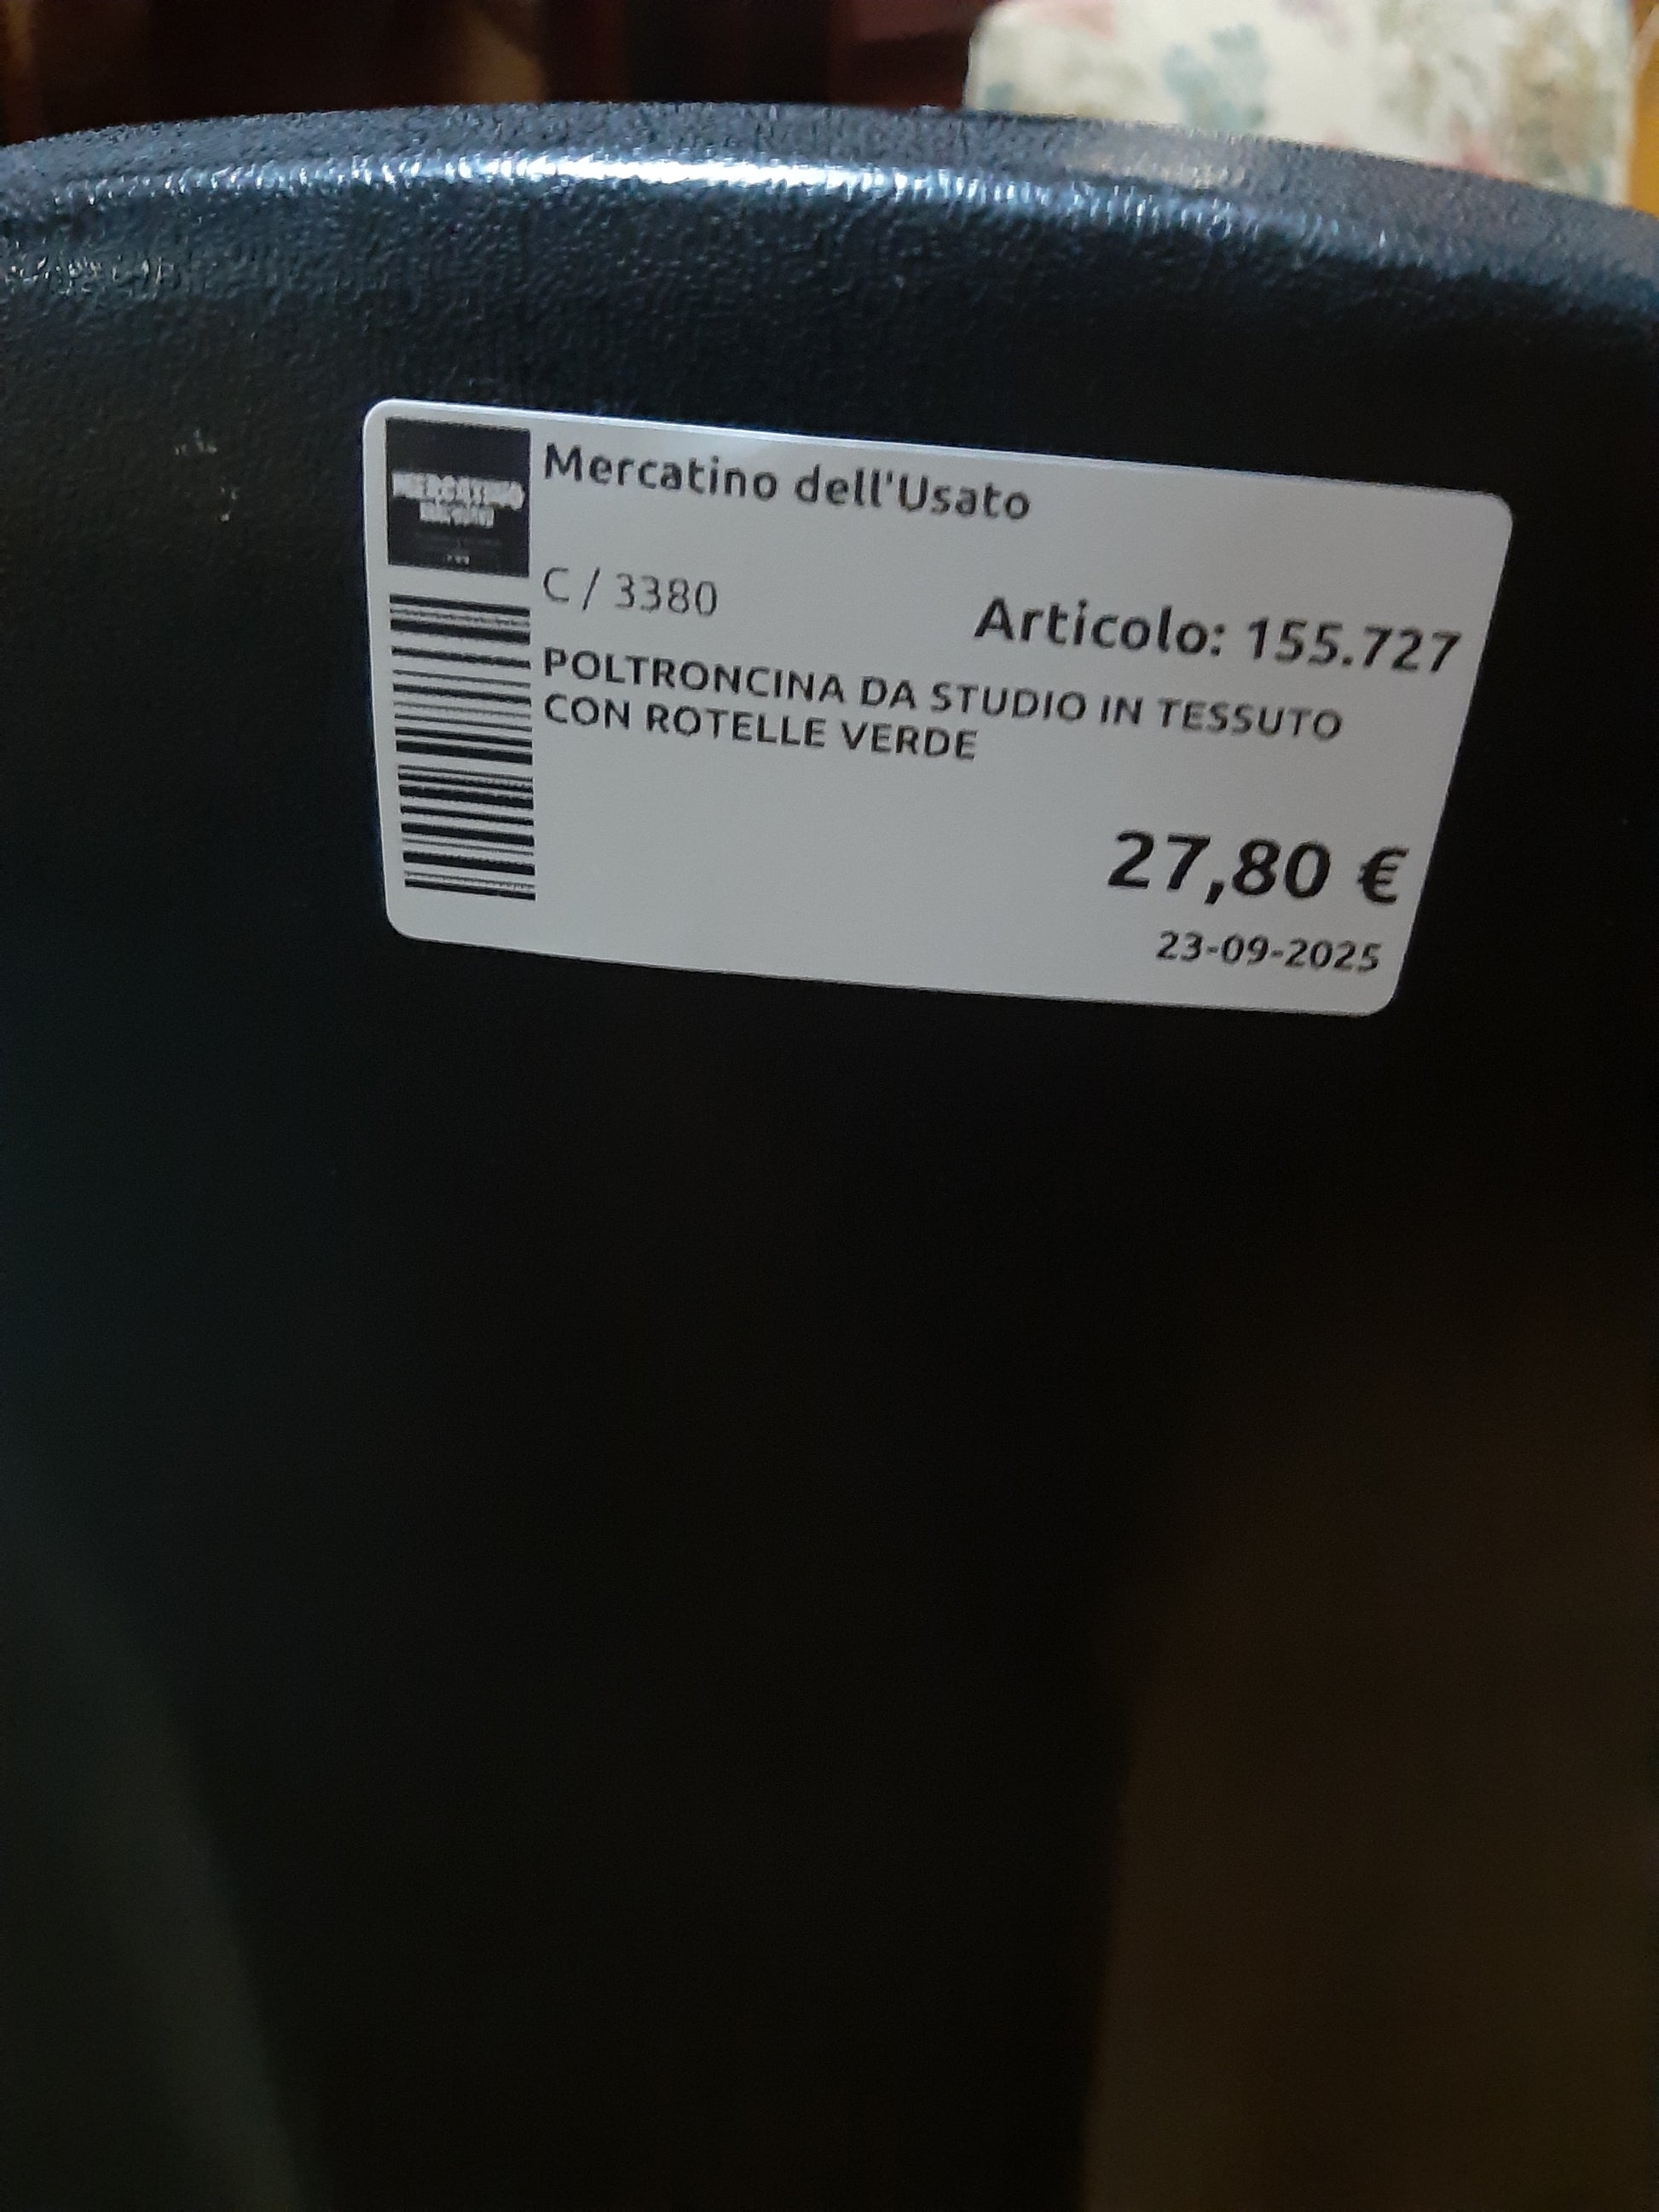 MERCATINO
Mercatino dell'Usato
C / 3380
Articolo: 155.727
POLTRONCINA DA STUDIO IN TESSUTO
CON ROTELLE VERDE
27,80 €
23-09-2025